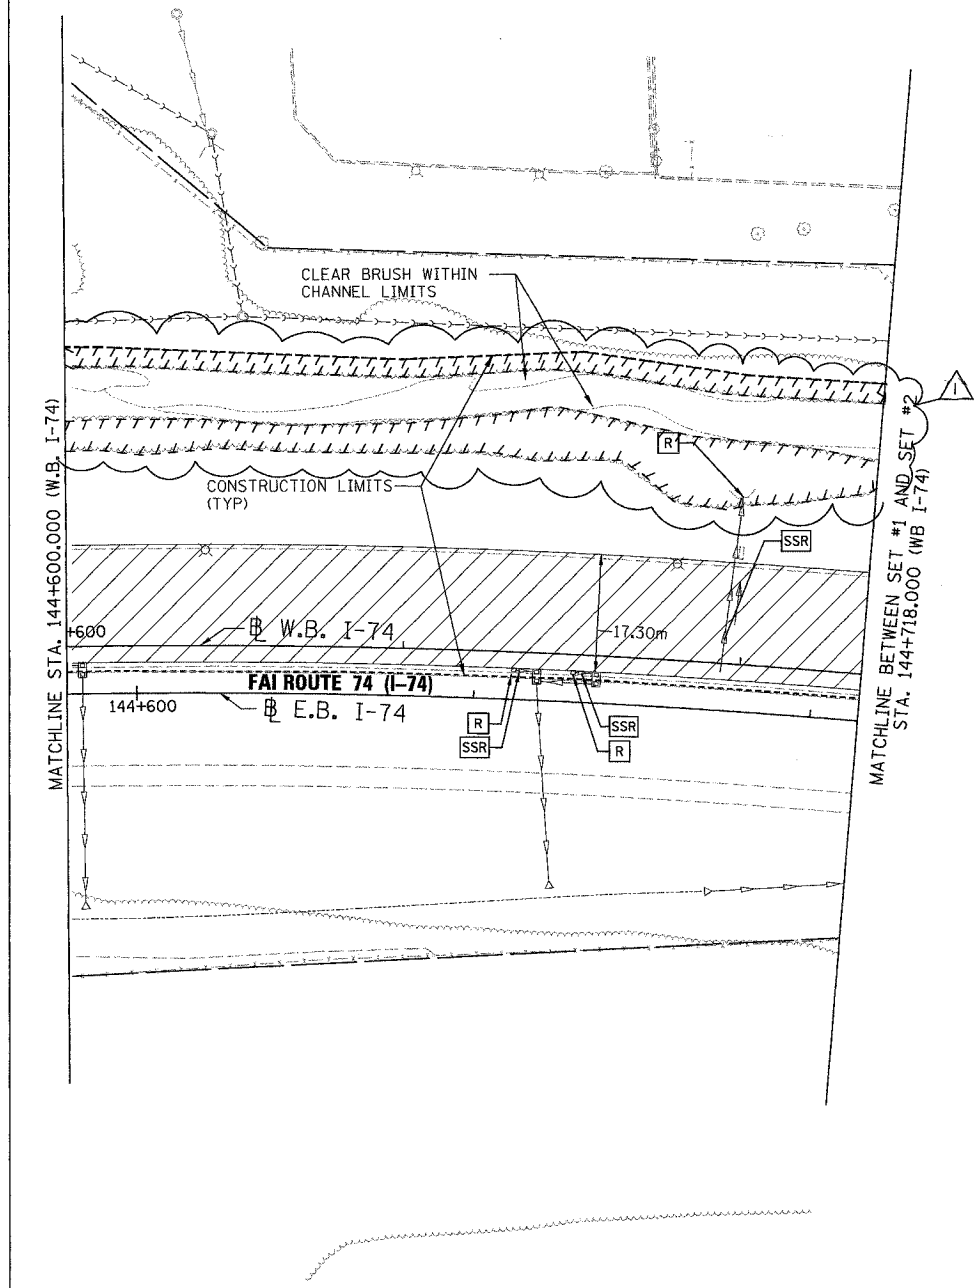 CLEAR BRUSH WITHIN
CHANNEL LIMITS
1
R
CONSTRUCTION LIMITS
(TYP)
SSR
MATCHLINE STA. 144+600.000 (W.B. I-74)
MATCHLINE BETWEEN SET #1 AND SET #2
STA. 144+718.000 (WB I-74)
+600
BL W.B. I-74
17.30m
FAI ROUTE 74 (I-74)
144+600
BL E.B. I-74
R
SSR
SSR
R